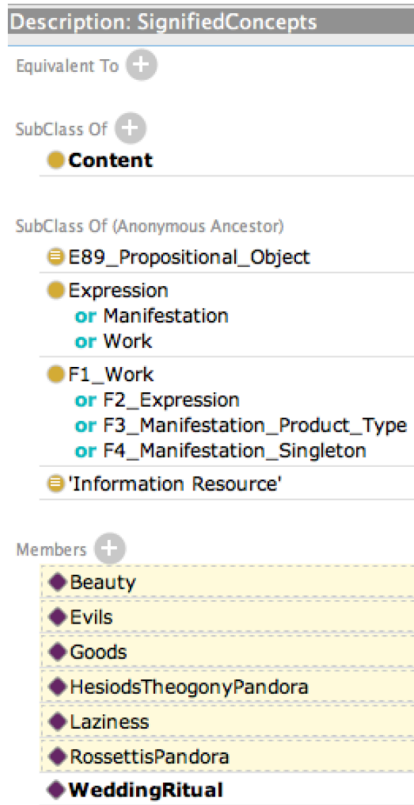 Description: SignifiedConcepts
Equivalent To
SubClass Of
Content
SubClass Of (Anonymous Ancestor)
E89_Propositional_Object
Expression
or Manifestation
or Work
F1_Work
or F2_Expression
or F3_Manifestation_Product_Type
or F4_Manifestation_Singleton
'Information Resource'
Members
Beauty
Evils
Goods
HesiodsTheogonyPandora
Laziness
RossettisPandora
WeddingRitual